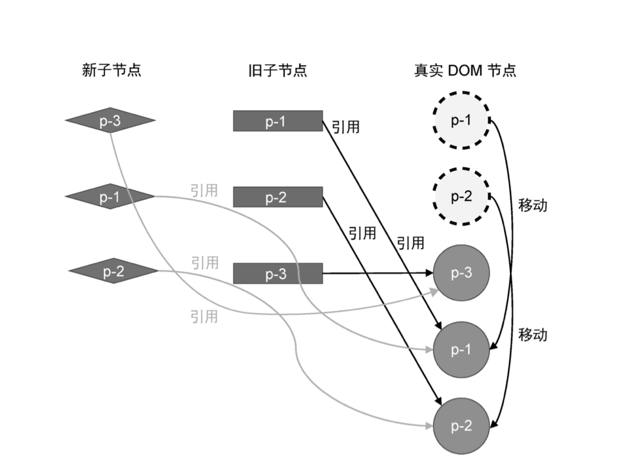 新子节点 旧子节点 真实 DOM 节点
p-3 p-1 引用 p-1
p-1 引用 p-2 p-2 移动
引用 引用
p-2 引用 p-3 p-3
引用
移动
p-1
p-2